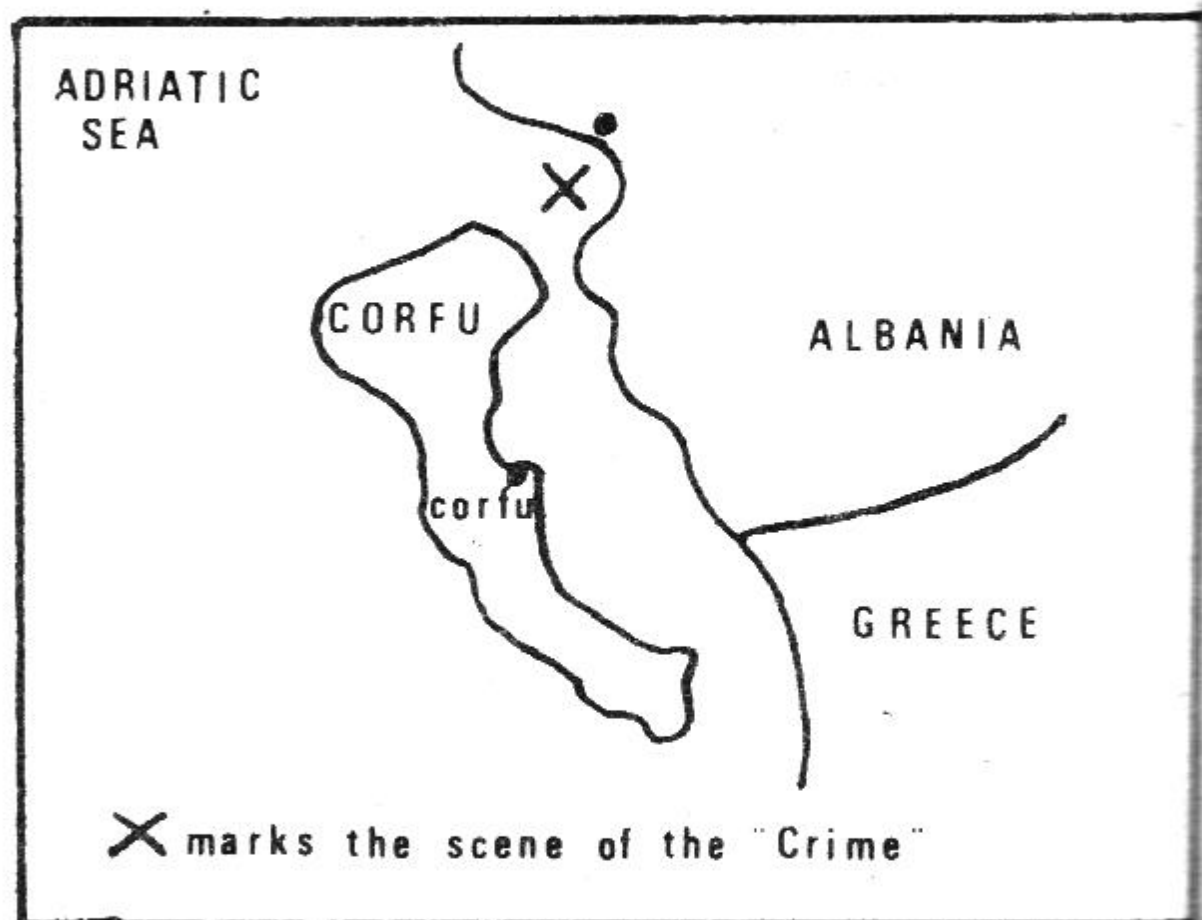 ADRIATIC
SEA
CORFU
ALBANIA
corfu
GREECE
X marks the scene of the "Crime"